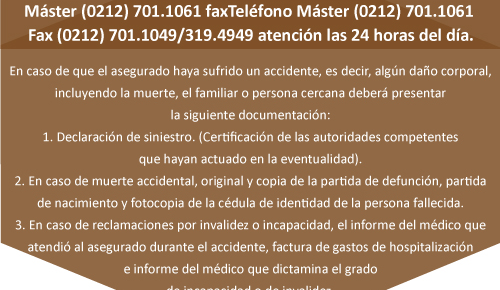 Máster (0212) 701.1061 faxTeléfono Máster (0212) 701.1061
Fax (0212) 701.1049/319.4949 atención las 24 horas del día.
En caso de que el asegurado haya sufrido un accidente, es decir, algún daño corporal,
incluyendo la muerte, el familiar o persona cercana deberá presentar
la siguiente documentación:
1. Declaración de siniestro. (Certificación de las autoridades competentes
que hayan actuado en la eventualidad).
2. En caso de muerte accidental, original y copia de la partida de defunción, partida
de nacimiento y fotocopia de la cédula de identidad de la persona fallecida.
3. En caso de reclamaciones por invalidez o incapacidad, el informe del médico que
atendió al asegurado durante el accidente, factura de gastos de hospitalización
e informe del médico que dictamina el grado
de incapacidad o de invalidez